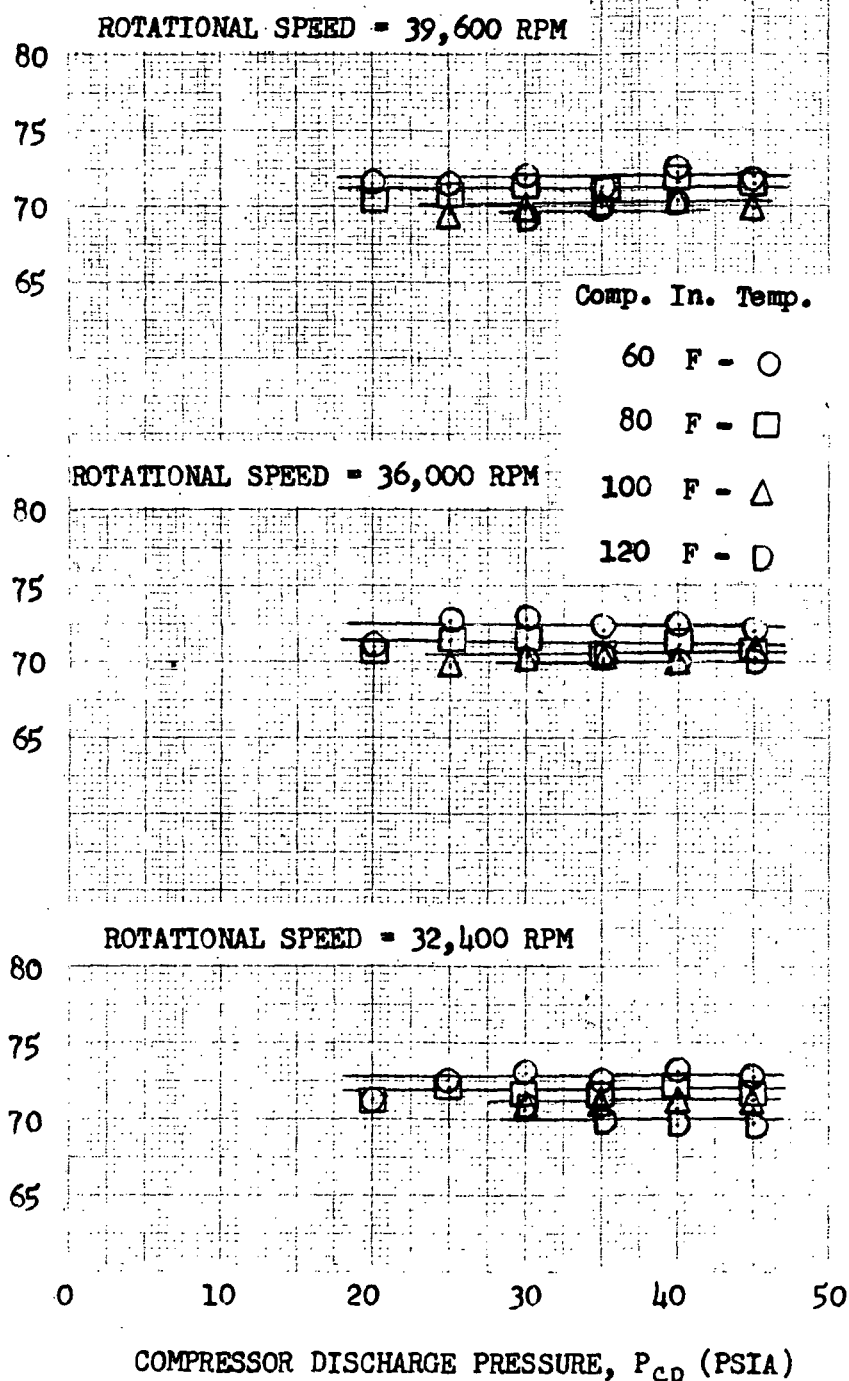 ROTATIONAL SPEED = 39,600 RPM
80
75
70
65
Comp. In. Temp.
60 F - ○
80 F - □
100 F - △
120 F - D
ROTATIONAL SPEED = 36,000 RPM
80
75
70
65
ROTATIONAL SPEED = 32,400 RPM
80
75
70
65
0 10 20 30 40 50
COMPRESSOR DISCHARGE PRESSURE, P_CD (PSIA)